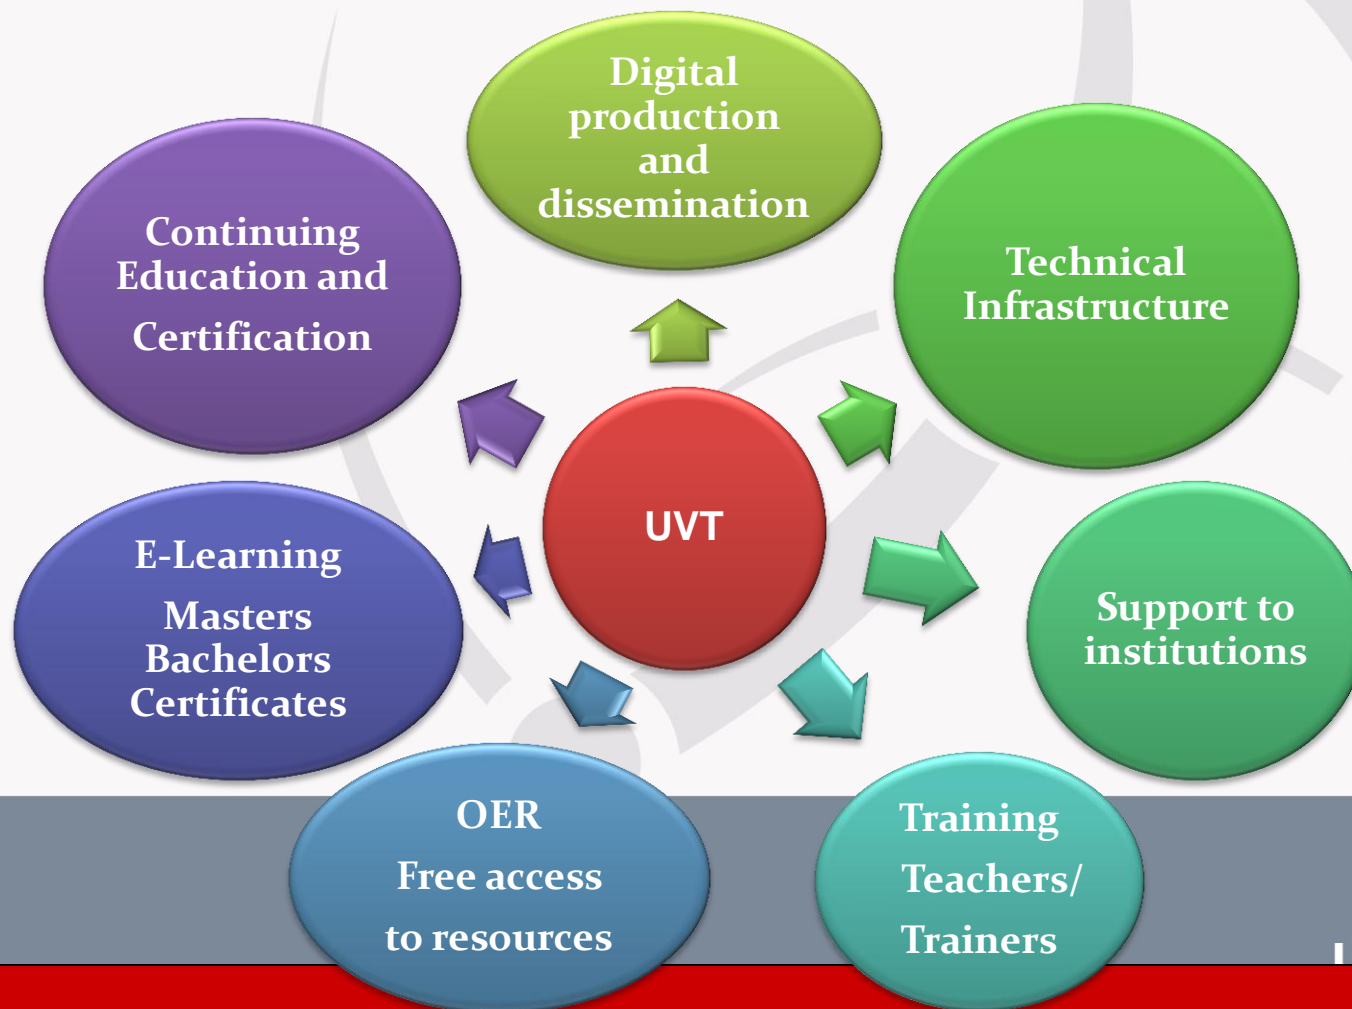 Digital
production
and
dissemination
Technical
Infrastructure
Support to
institutions
Training
Teachers/
Trainers
OER
Free access
to resources
E-Learning
Masters
Bachelors
Certificates
Continuing
Education and
Certification
UVT